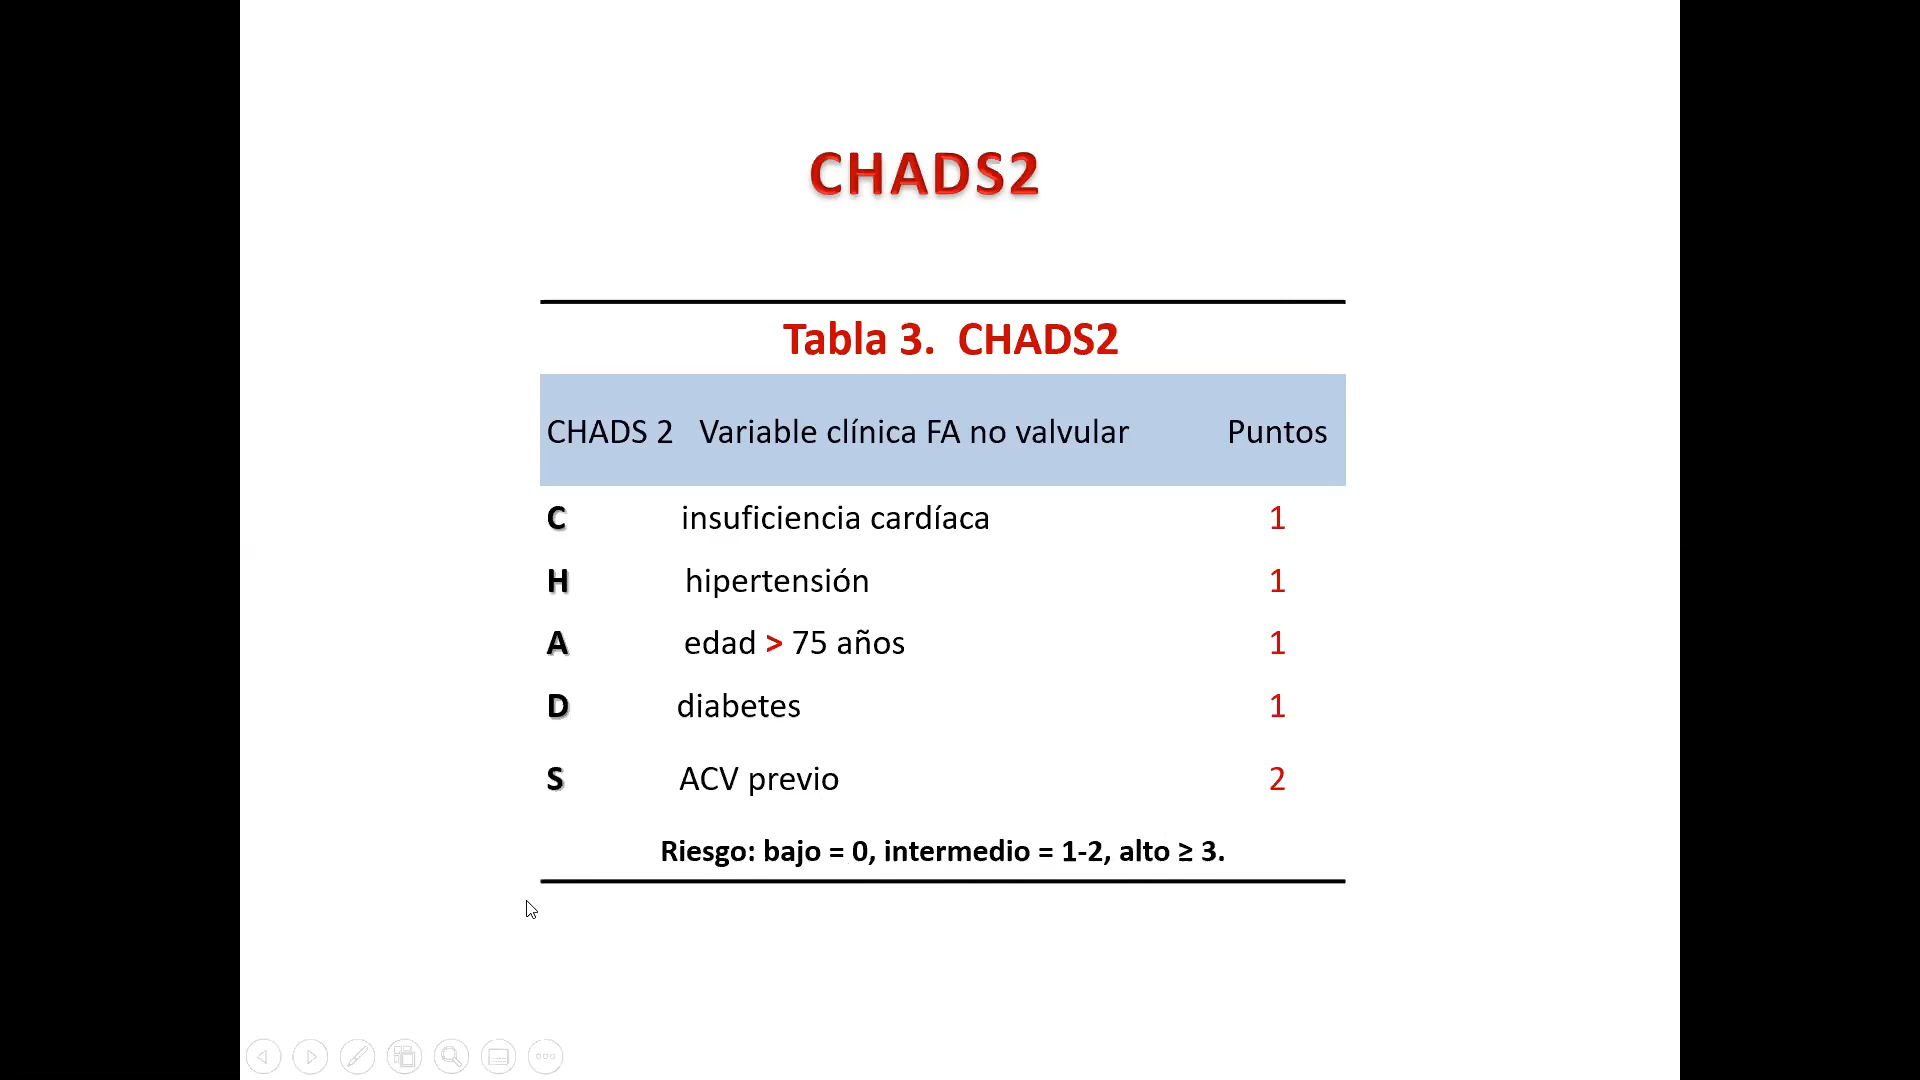 CHADS2
Tabla 3. CHADS2
CHADS 2 Variable clínica FA no valvular Puntos
C insuficiencia cardíaca 1
H hipertensión 1
A edad > 75 años 1
D diabetes 1
S ACV previo 2
Riesgo: bajo = 0, intermedio = 1-2, alto ≥ 3.